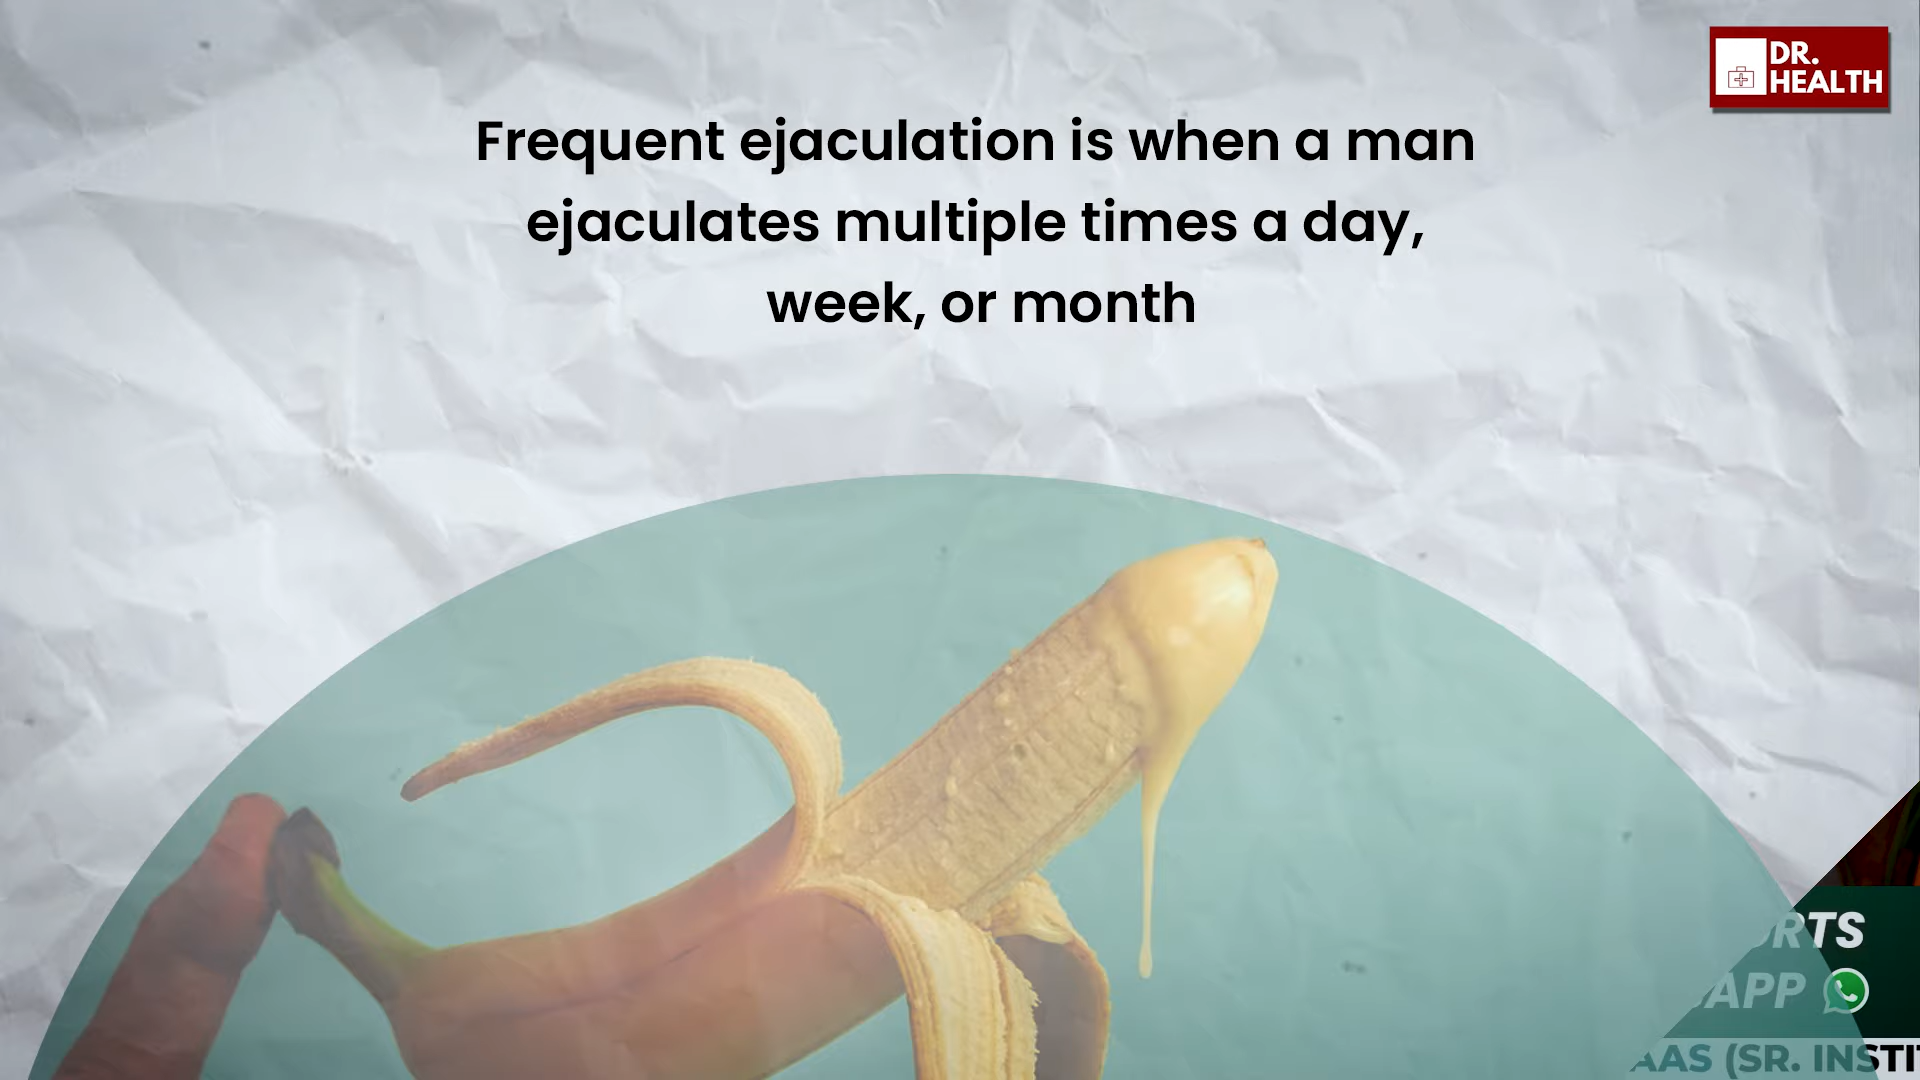 DR.
HEALTH
Frequent ejaculation is when a man
ejaculates multiple times a day,
week, or month